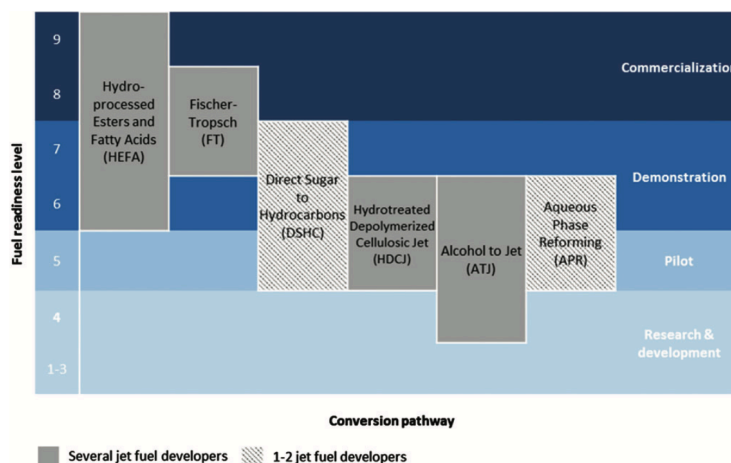 9
Commercialization
Hydro-
processed
Esters and
Fatty Acids
(HEFA)
8
Fischer-
Tropsch
(FT)
Fuel readiness level
7
Demonstration
Direct Sugar
to
Hydrocarbons
(DSHC)
6
Hydrotreated
Depolymerized
Cellulosic Jet
(HDCJ)
Alcohol to Jet
(ATJ)
Aqueous
Phase
Reforming
(APR)
5
Pilot
4
Research &
development
1-3
Conversion pathway
Several jet fuel developers
1-2 jet fuel developers